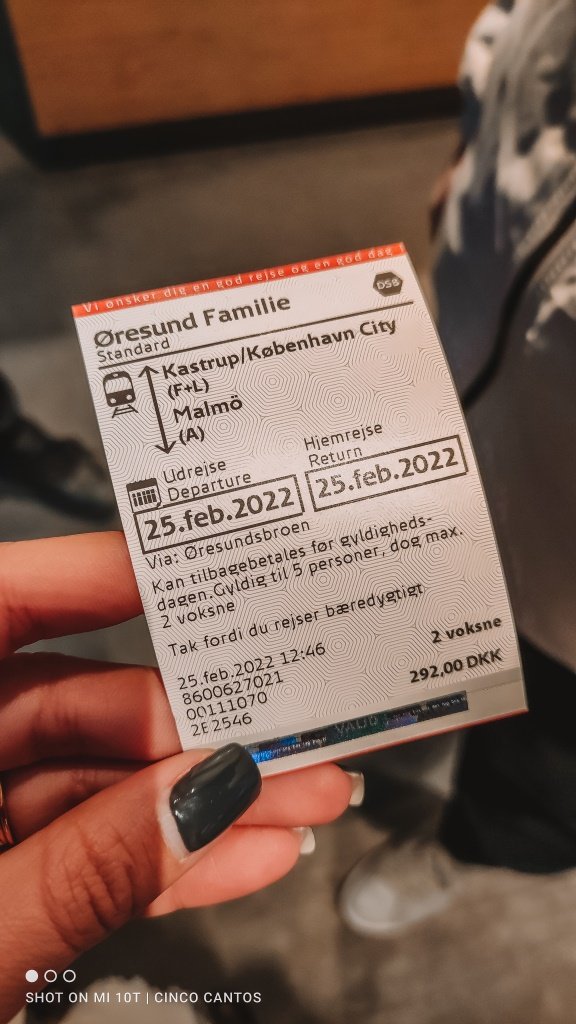 Vi ønsker dig en god rejse og en god dag
DSB
Øresund Familie
Standard
Kastrup/København City
(F+L)
Malmö
(A)
Udrejse
Departure
25.feb.2022
Hjemrejse
Return
25.feb.2022
Via: Øresundsbroen
Kan tilbagebetales før gyldigheds-
dagen.Gyldig til 5 personer, dog max.
2 voksne
Tak fordi du rejser bæredygtigt
25.feb.2022 12:46
8600627021
00111070
2E2546
2 voksne
292,00 DKK
SHOT ON MI 10T | CINCO CANTOS